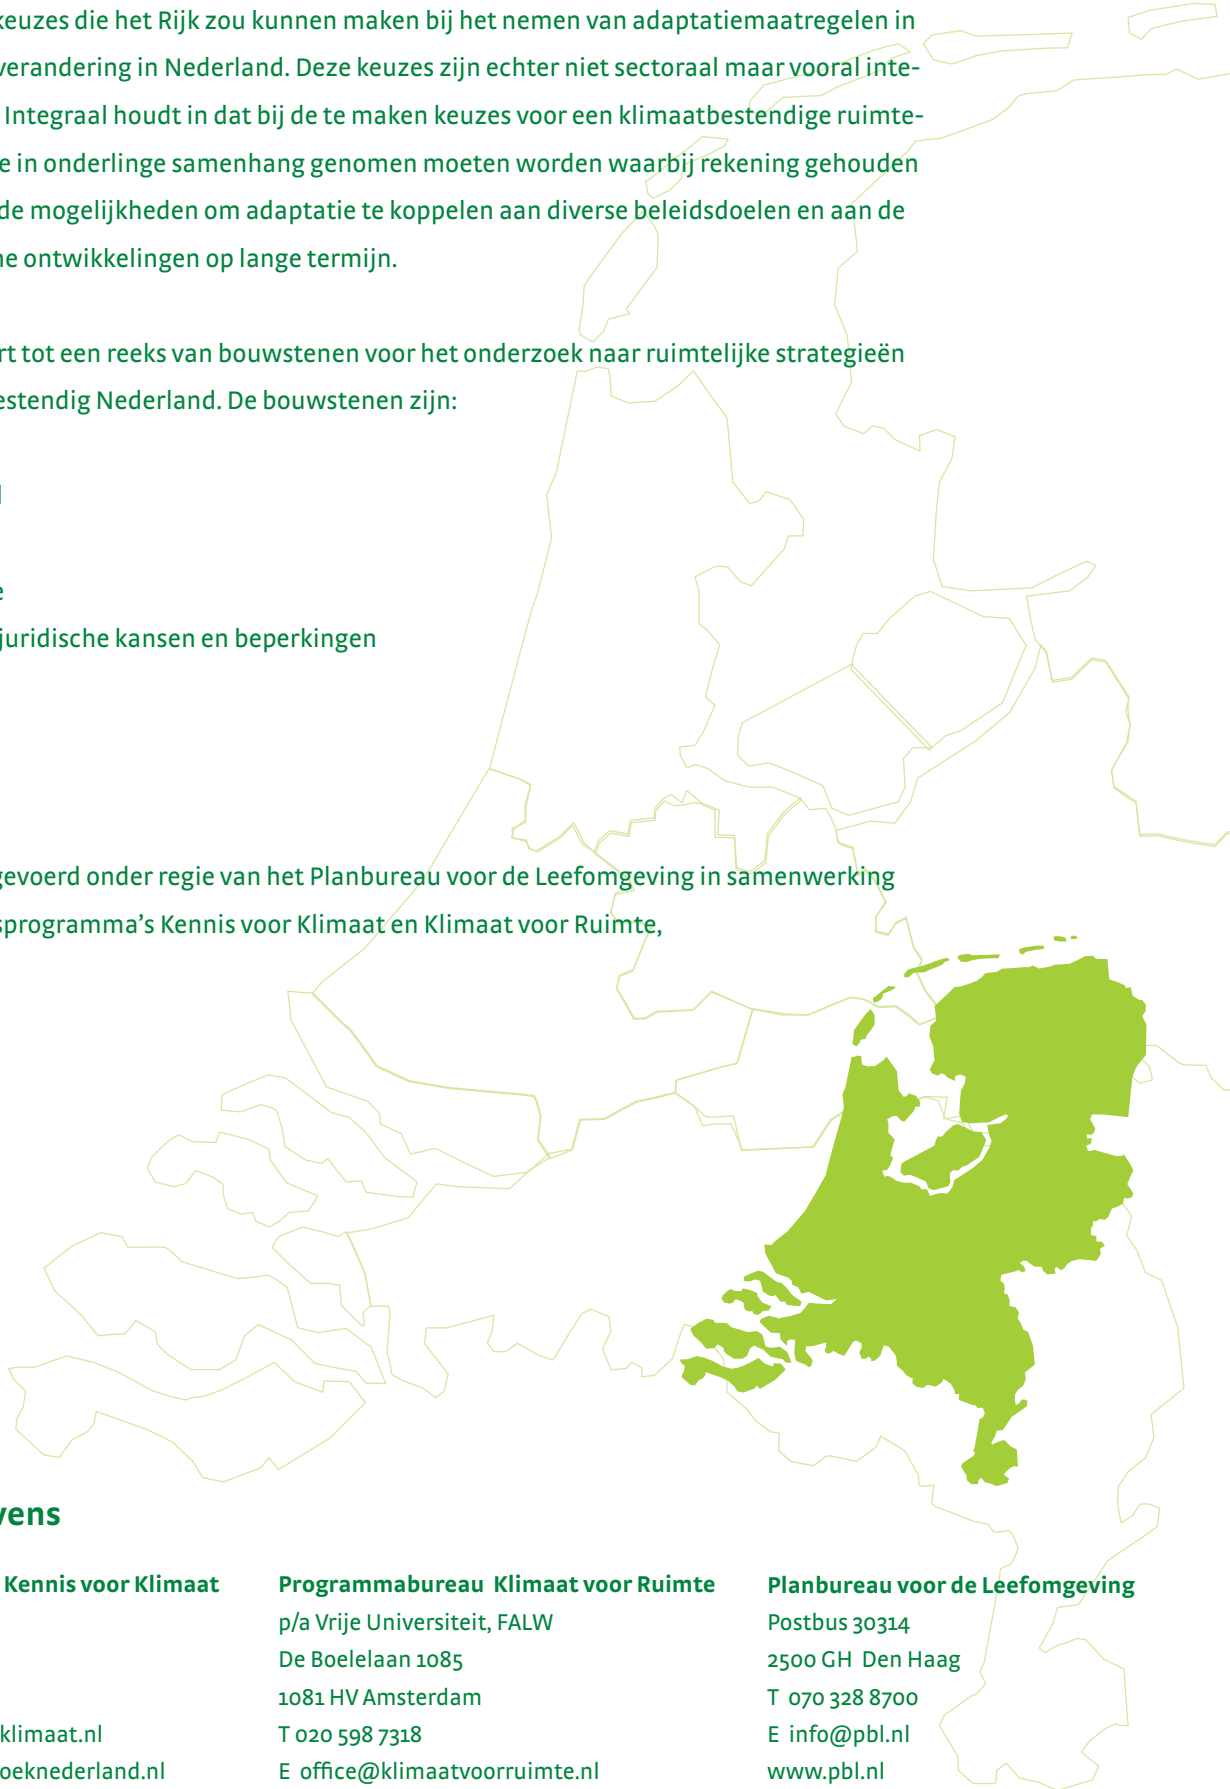 keuzes die het Rijk zou kunnen maken bij het nemen van adaptatiemaatregelen in
verandering in Nederland. Deze keuzes zijn echter niet sectoraal maar vooral inte-
Integraal houdt in dat bij de te maken keuzes voor een klimaatbestendige ruimte-
e in onderlinge samenhang genomen moeten worden waarbij rekening gehouden
de mogelijkheden om adaptatie te koppelen aan diverse beleidsdoelen en aan de
he ontwikkelingen op lange termijn.
rt tot een reeks van bouwstenen voor het onderzoek naar ruimtelijke strategieën
estendig Nederland. De bouwstenen zijn:
e
juridische kansen en beperkingen
gevoerd onder regie van het Planbureau voor de Leefomgeving in samenwerking
sprogramma's Kennis voor Klimaat en Klimaat voor Ruimte,
vens
Kennis voor Klimaat
klimaat.nl
oeknederland.nl
Programmabureau Klimaat voor Ruimte
p/a Vrije Universiteit, FALW
De Boelelaan 1085
1081 HV Amsterdam
T 020 598 7318
E office@klimaatvoorruimte.nl
Planbureau voor de Leefomgeving
Postbus 30314
2500 GH Den Haag
T 070 328 8700
E info@pbl.nl
www.pbl.nl